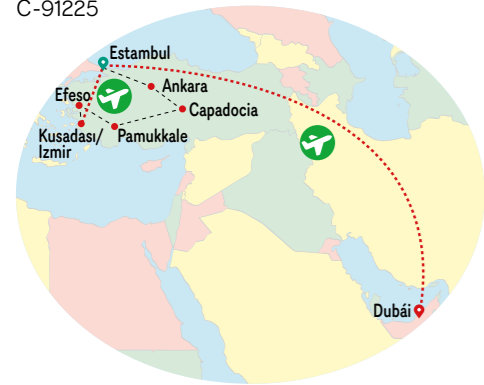 C-91225
Estambul
Ankara
Efeso
Capadocia
Kusadası/
Izmir
Pamukkale
Dubái